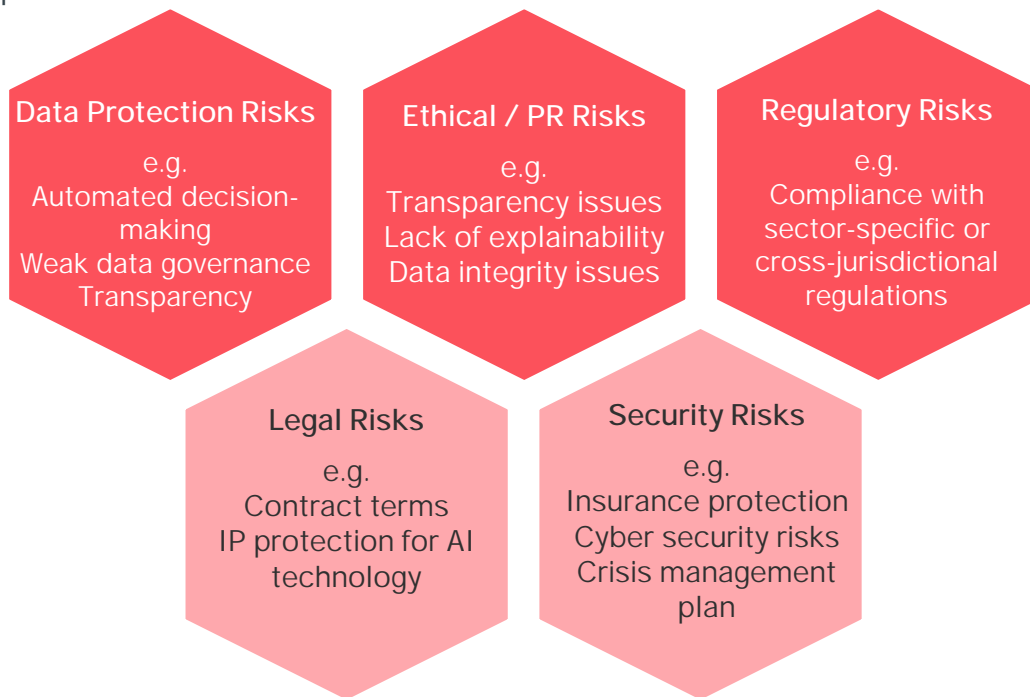 Data Protection Risks
e.g.
Automated decision-
making
Weak data governance
Transparency
Ethical / PR Risks
e.g.
Transparency issues
Lack of explainability
Data integrity issues
Regulatory Risks
e.g.
Compliance with
sector-specific or
cross-jurisdictional
regulations
Legal Risks
e.g.
Contract terms
IP protection for AI
technology
Security Risks
e.g.
Insurance protection
Cyber security risks
Crisis management
plan